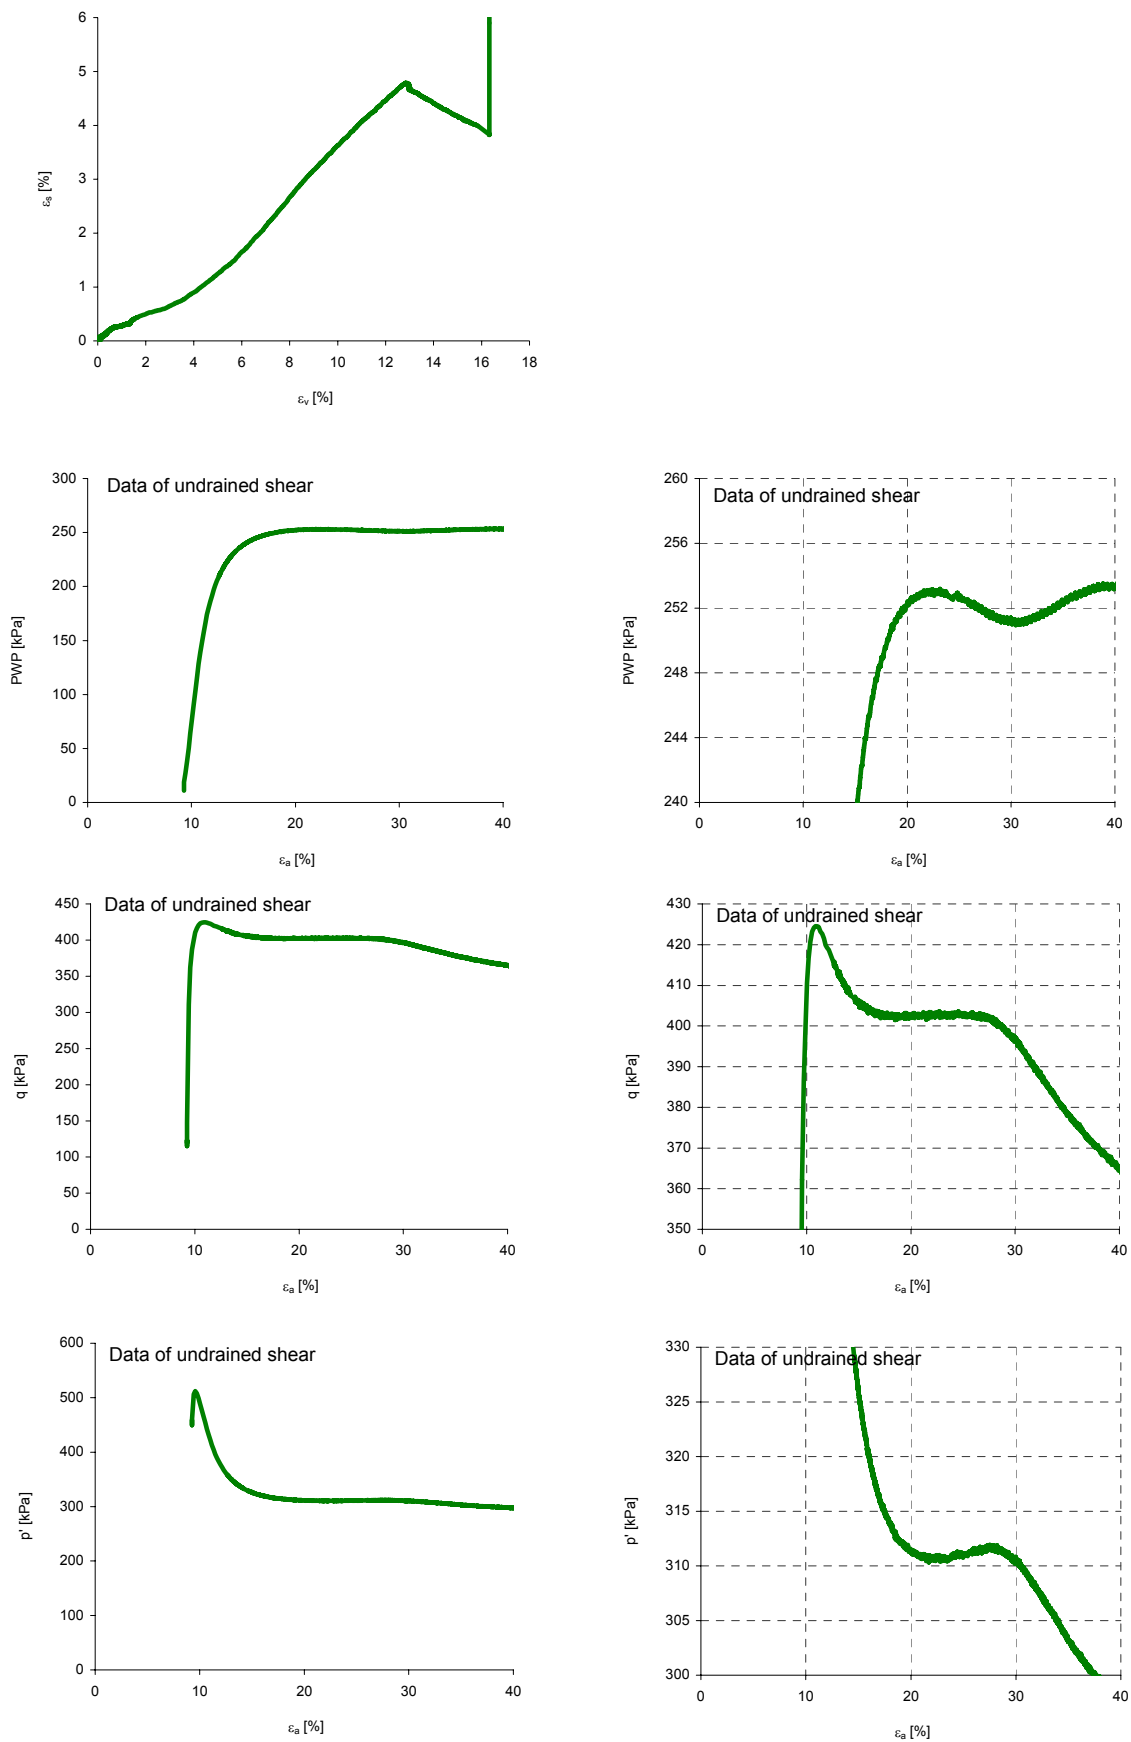 6
5
4
3
2
1
0
εs [%]
0 2 4 6 8 10 12 14 16 18
εv [%]
Data of undrained shear
300
250
200
150
100
50
0
PWP [kPa]
0 10 20 30 40
εa [%]
Data of undrained shear
260
256
252
248
244
240
PWP [kPa]
0 10 20 30 40
εa [%]
Data of undrained shear
450
400
350
300
250
200
150
100
50
0
q [kPa]
0 10 20 30 40
εa [%]
Data of undrained shear
430
420
410
400
390
380
370
360
350
q [kPa]
0 10 20 30 40
εa [%]
Data of undrained shear
600
500
400
300
200
100
0
p' [kPa]
0 10 20 30 40
εa [%]
Data of undrained shear
330
325
320
315
310
305
300
p' [kPa]
0 10 20 30 40
εa [%]